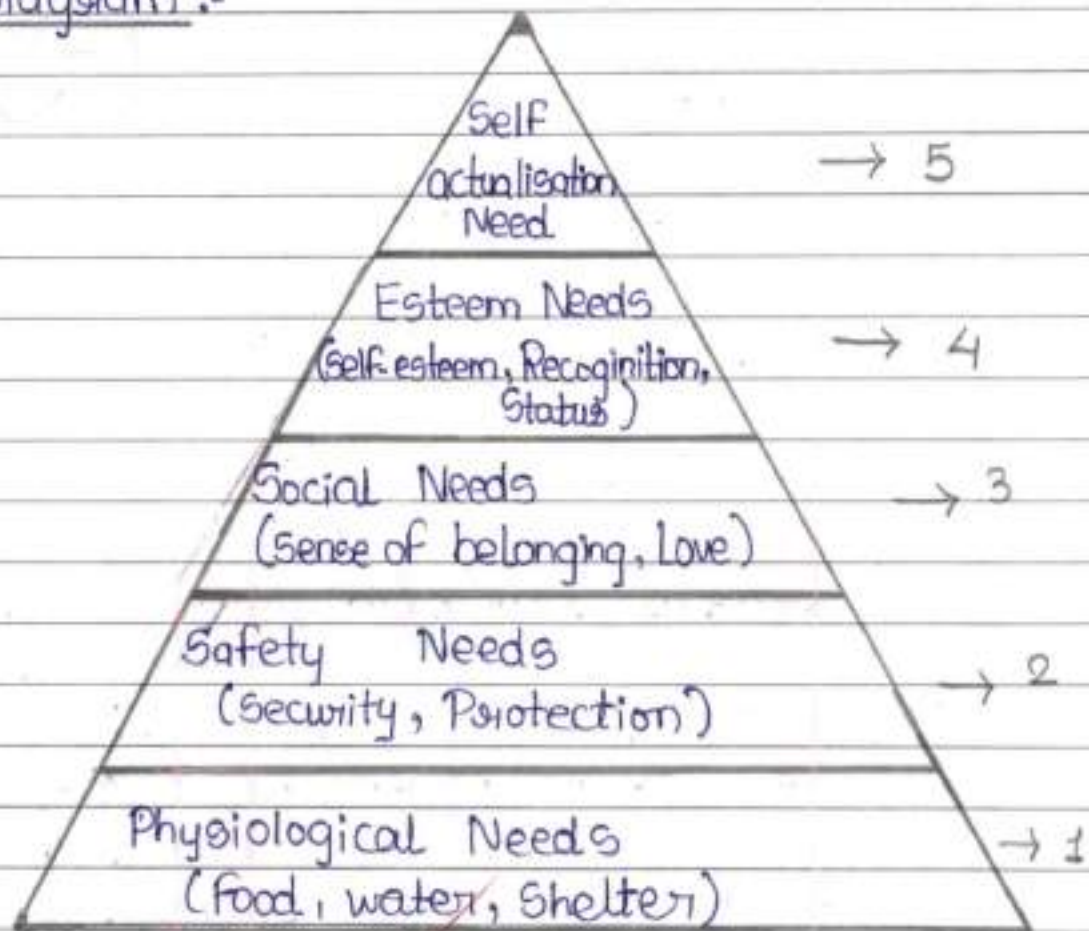 Self
actualisation
Need
→ 5
Esteem Needs
(Self-esteem, Recoginition,
Status)
→ 4
Social Needs
(Sense of belonging, Love)
→ 3
Safety Needs
(Security, Protection)
→ 2
Physiological Needs
(Food, water, Shelter)
→ 1